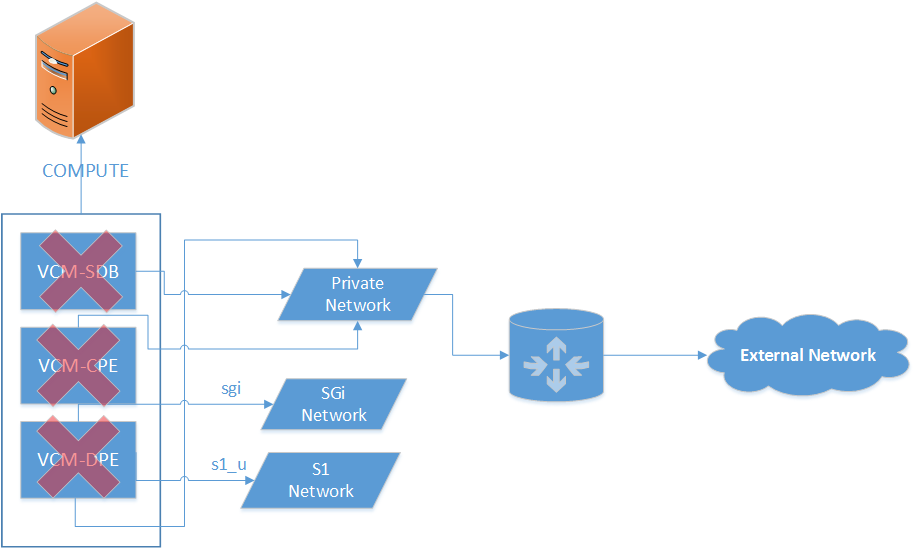 COMPUTE
VCM-SDB
VCM-CPE
VCM-DPE
Private
Network
sgi
SGi
Network
s1_u
S1
Network
External Network